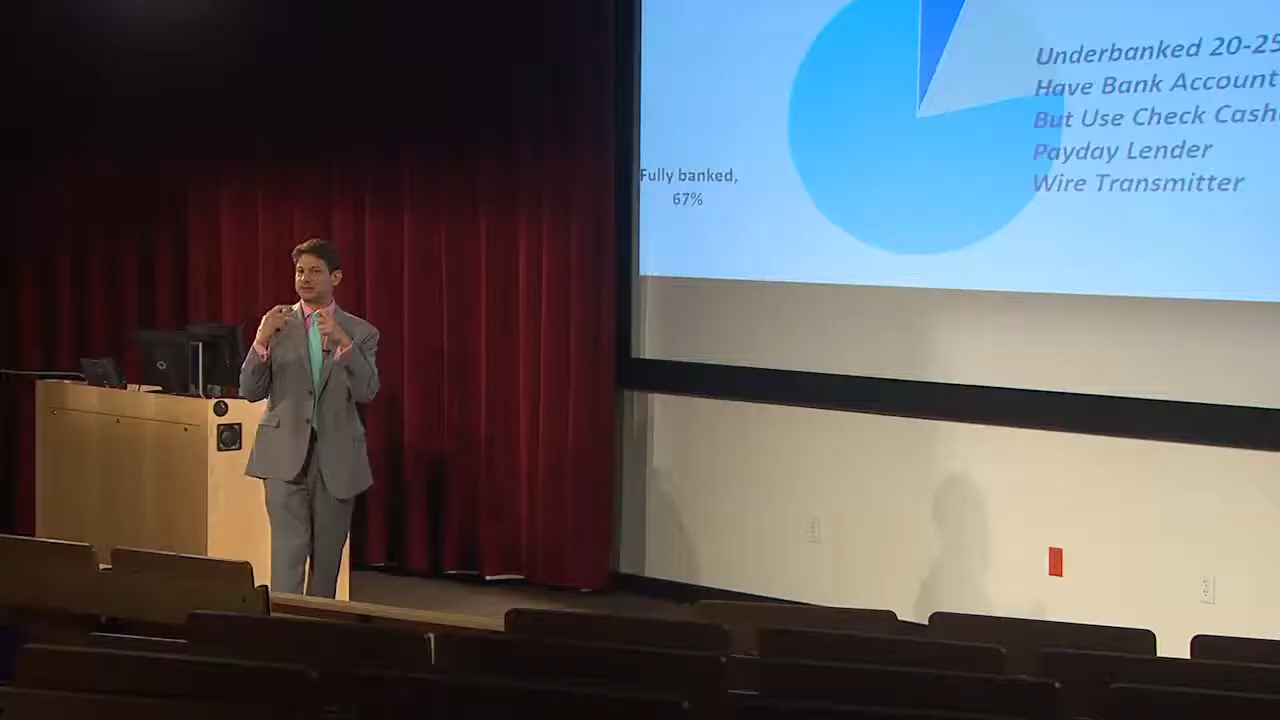 Underbanked 20-25
Have Bank Account
But Use Check Cash
Payday Lender
Wire Transmitter
Fully banked,
67%